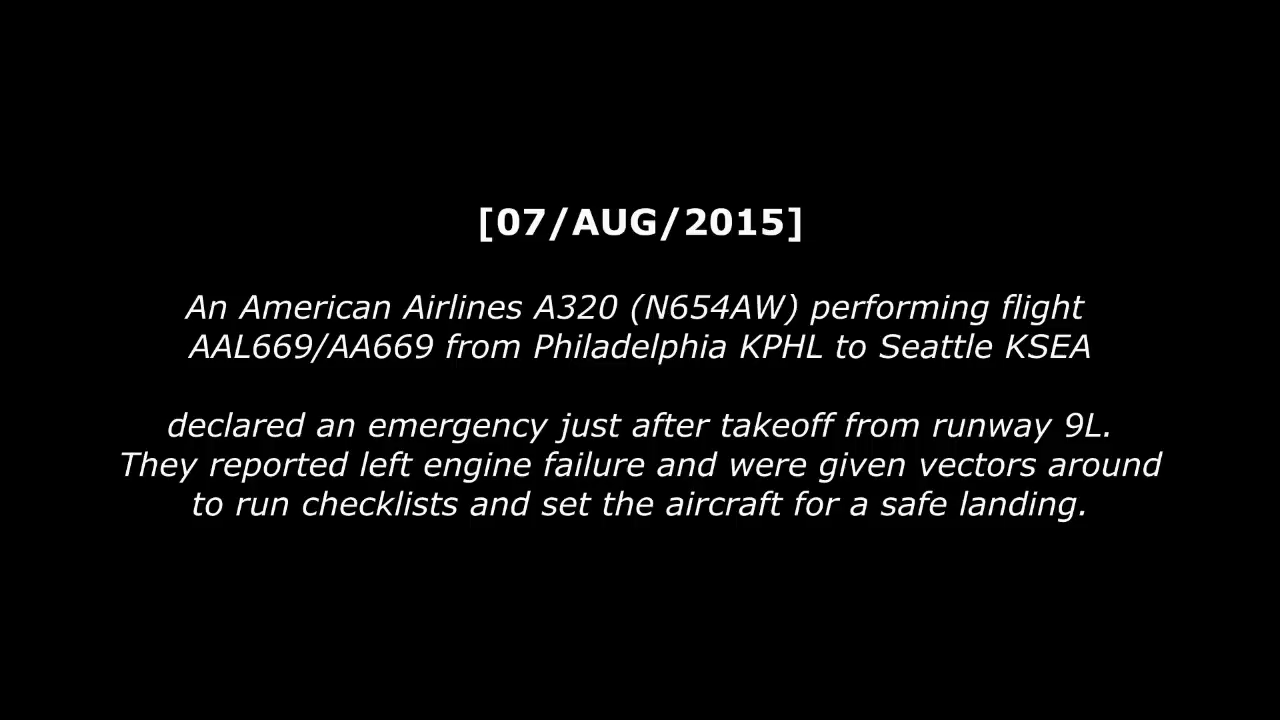 [07/AUG/2015]
An American Airlines A320 (N654AW) performing flight
AAL669/AA669 from Philadelphia KPHL to Seattle KSEA
declared an emergency just after takeoff from runway 9L.
They reported left engine failure and were given vectors around
to run checklists and set the aircraft for a safe landing.